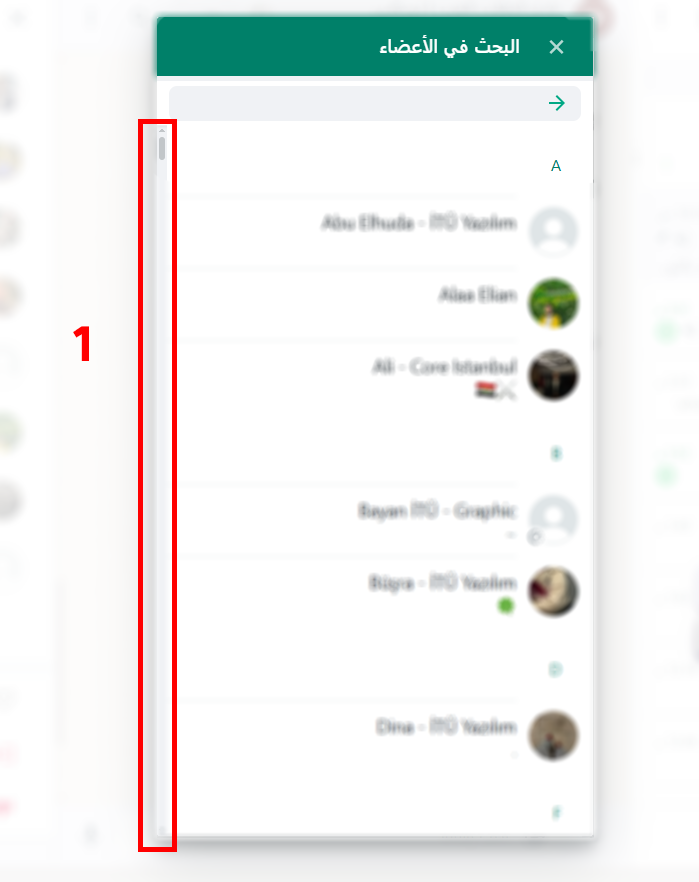 البحث في الأعضاء
A
Abu Elhuda - İTÜ Yazılım
Alaa Elian
Ali - Core Istanbul
B
Bayan İTÜ - Graphic
Büşra - İTÜ Yazılım
D
Dina - İTÜ Yazılım
F
1